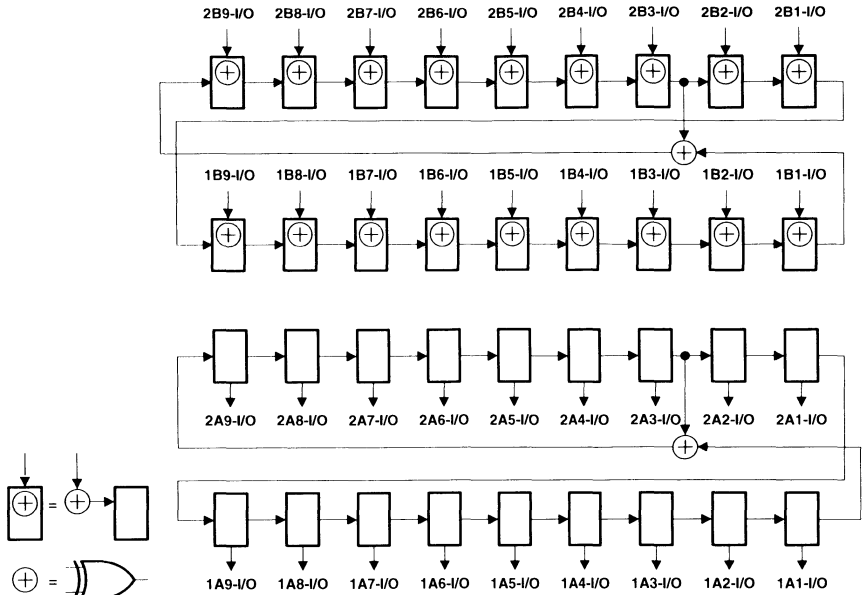 2B9-I/O 2B8-I/O 2B7-I/O 2B6-I/O 2B5-I/O 2B4-I/O 2B3-I/O 2B2-I/O 2B1-I/O
1B9-I/O 1B8-I/O 1B7-I/O 1B6-I/O 1B5-I/O 1B4-I/O 1B3-I/O 1B2-I/O 1B1-I/O
2A9-I/O 2A8-I/O 2A7-I/O 2A6-I/O 2A5-I/O 2A4-I/O 2A3-I/O 2A2-I/O 2A1-I/O
=
=
1A9-I/O 1A8-I/O 1A7-I/O 1A6-I/O 1A5-I/O 1A4-I/O 1A3-I/O 1A2-I/O 1A1-I/O